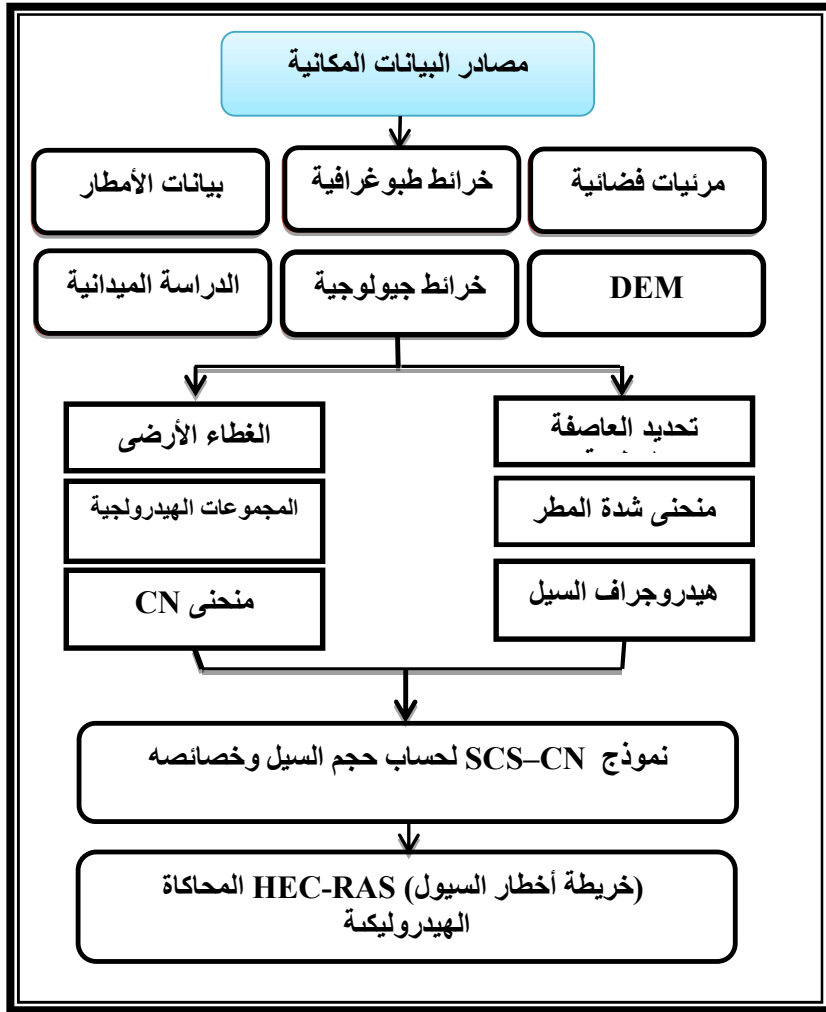 مصادر البيانات المكانية
مرئيات فضائية
خرائط طبوغرافية
بيانات الأمطار
DEM
خرائط جيولوجية
الدراسة الميدانية
تحديد العاصفة
الغطاء الأرضى
منحنى شدة المطر
المجموعات الهيدرولجية
هيدروجراف السيل
منحنى CN
نموذج SCS–CN لحساب حجم السيل وخصائصه
(خريطة أخطار السيول) HEC-RAS المحاكاة
الهيدروليكية